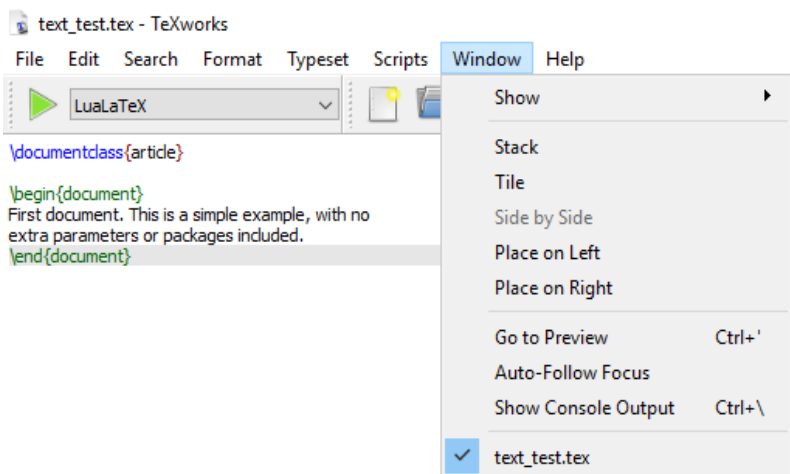 text_test.tex - TeXworks
File Edit Search Format Typeset Scripts Window Help
LuaLaTeX
\documentclass{article}
\begin{document}
First document. This is a simple example, with no
extra parameters or packages included.
\end{document}
Show
Stack
Tile
Side by Side
Place on Left
Place on Right
Go to Preview Ctrl+'
Auto-Follow Focus
Show Console Output Ctrl+\
text_test.tex